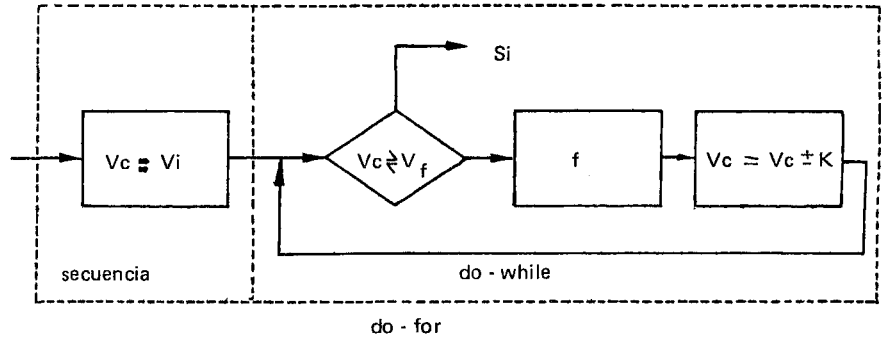 Si
Vc = Vi
Vc ≷ Vf
f
Vc = Vc ± K
secuencia
do - while
do - for